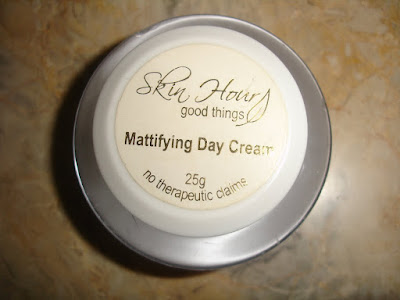 Skin Hour
good things
Mattifying Day Cream
25g
no therapeutic claims